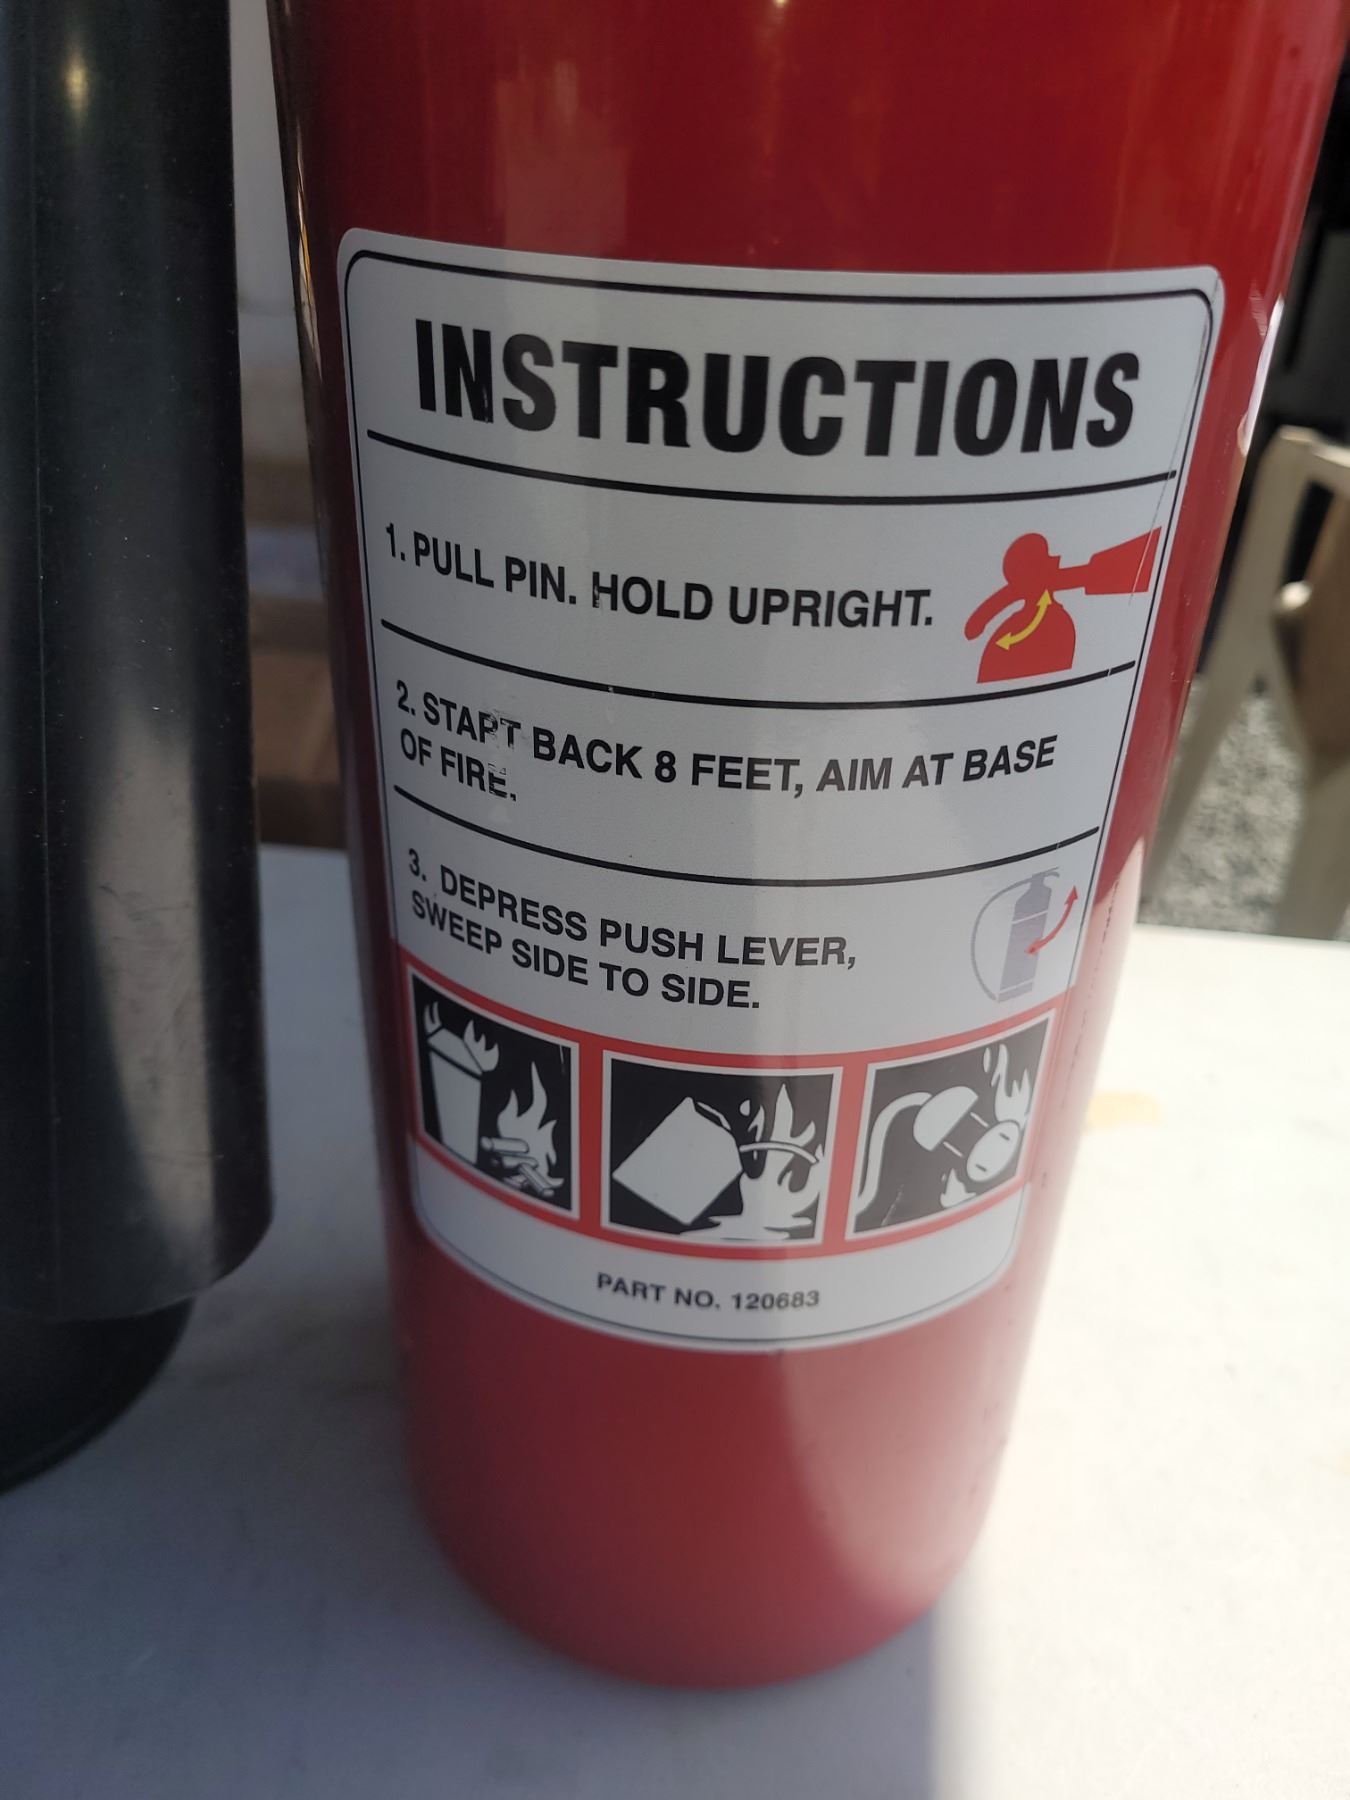 INSTRUCTIONS
1. PULL PIN. HOLD UPRIGHT.
2. START BACK 8 FEET, AIM AT BASE
OF FIRE.
3. DEPRESS PUSH LEVER,
SWEEP SIDE TO SIDE.
PART NO. 120683